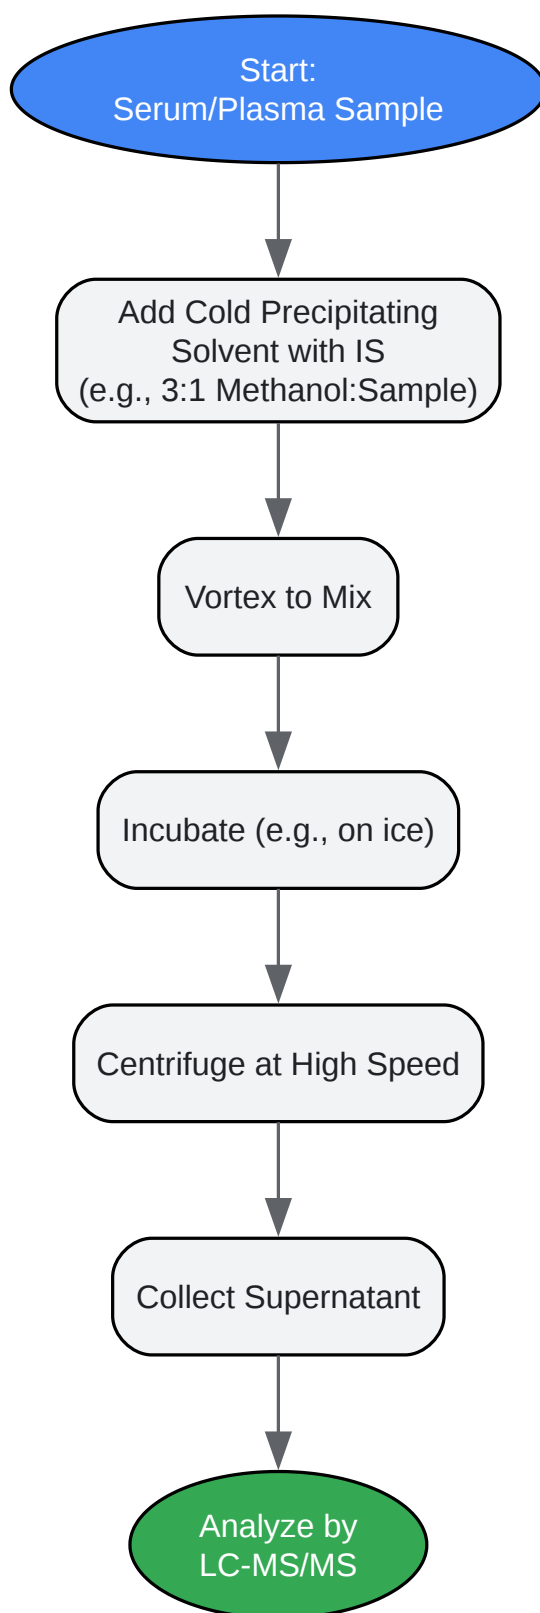 Start:
Serum/Plasma Sample
Add Cold Precipitating
Solvent with IS
(e.g., 3:1 Methanol:Sample)
Vortex to Mix
Incubate (e.g., on ice)
Centrifuge at High Speed
Collect Supernatant
Analyze by
LC-MS/MS